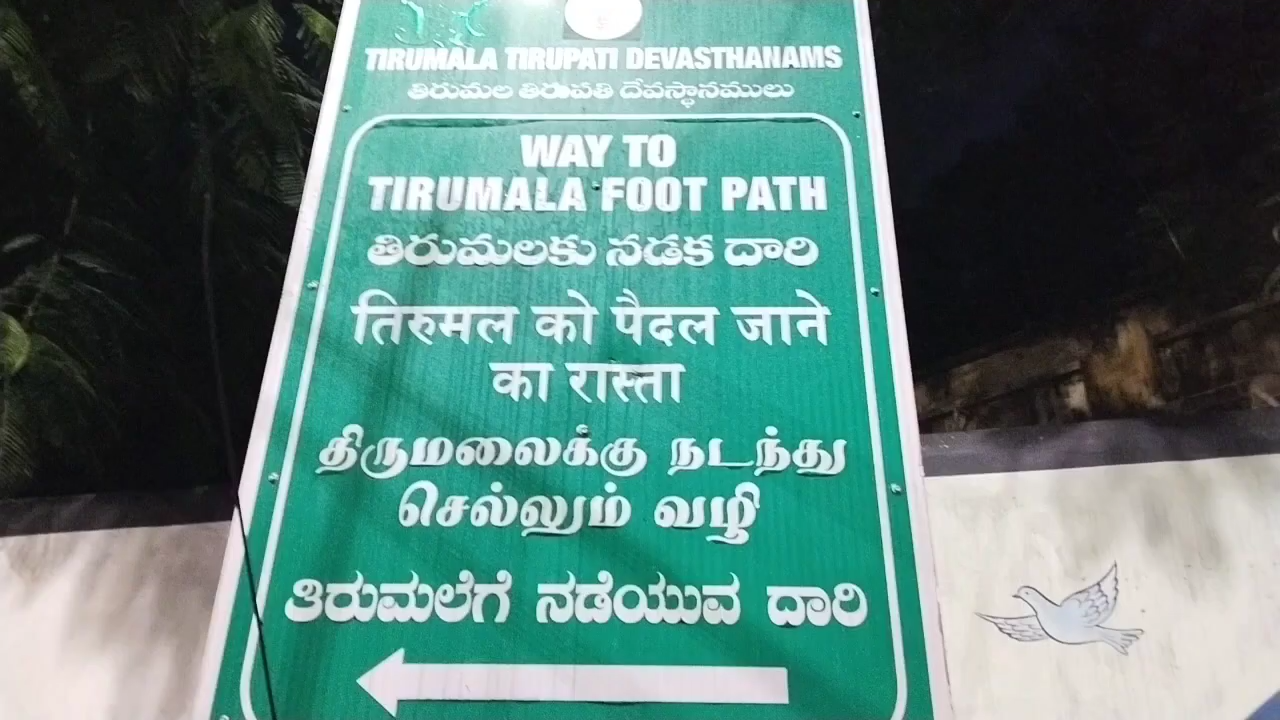 TIRUMALA TIRUPATI DEVASTHANAMS
తిరుమల తిరుపతి దేవస్థానములు
WAY TO
TIRUMALA FOOT PATH
తిరుమలకు నడక దారి
तिरुमल को पैदल जाने
का रास्ता
திருமலைக்கு நடந்து
செல்லும் வழி
ತಿರುಮಲೆಗೆ ನಡೆಯುವ ದಾರಿ